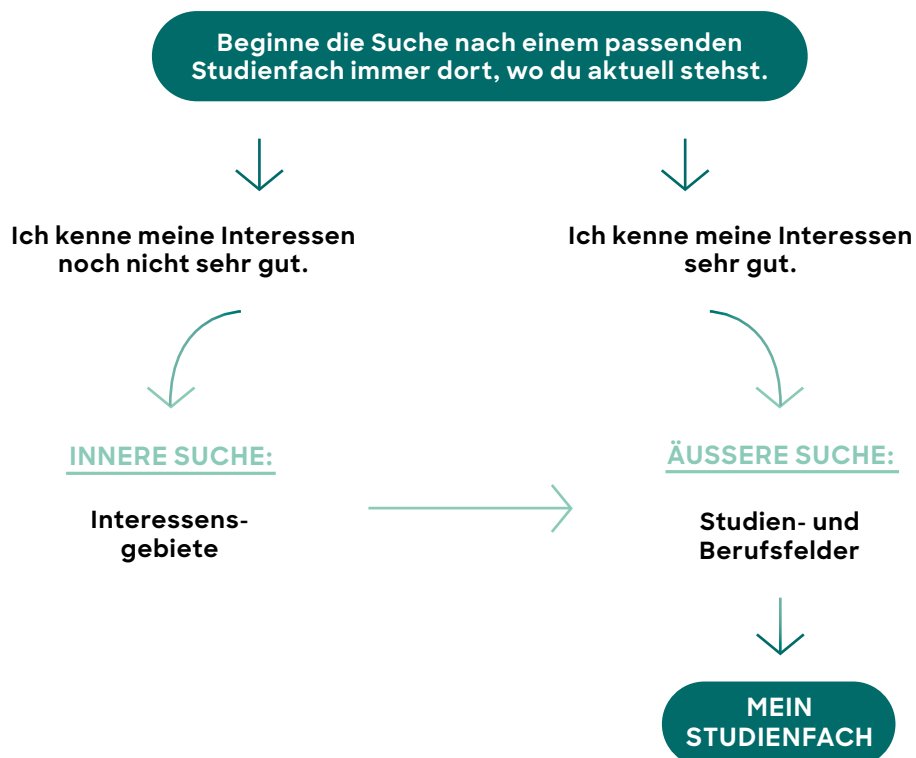 Beginne die Suche nach einem passenden
Studienfach immer dort, wo du aktuell stehst.
Ich kenne meine Interessen
noch nicht sehr gut.
Ich kenne meine Interessen
sehr gut.
INNERE SUCHE:
Interessens-
gebiete
ÄUSSERE SUCHE:
Studien- und
Berufsfelder
MEIN
STUDIENFACH